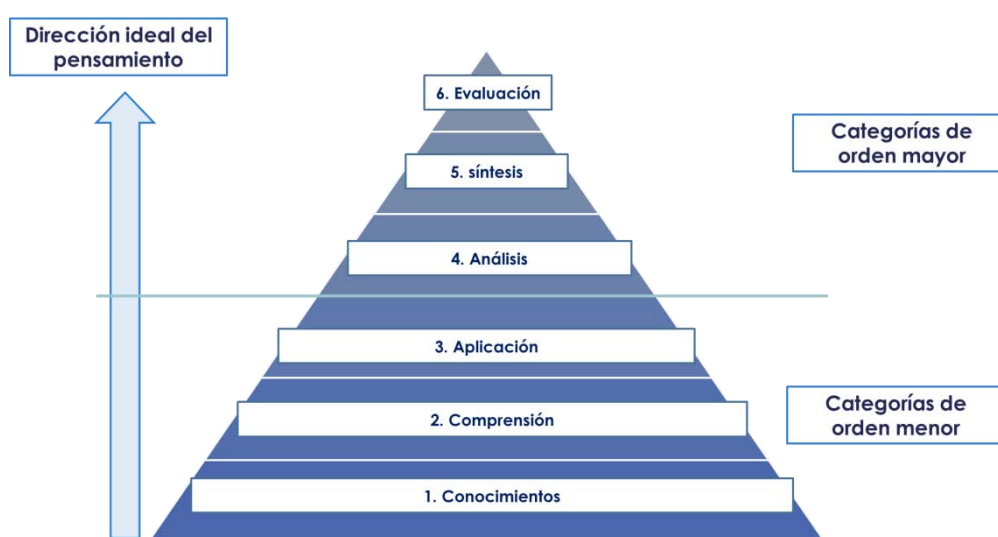 Dirección ideal del
pensamiento
6. Evaluación
Categorías de
orden mayor
5. síntesis
4. Análisis
3. Aplicación
Categorías de
orden menor
2. Comprensión
1. Conocimientos